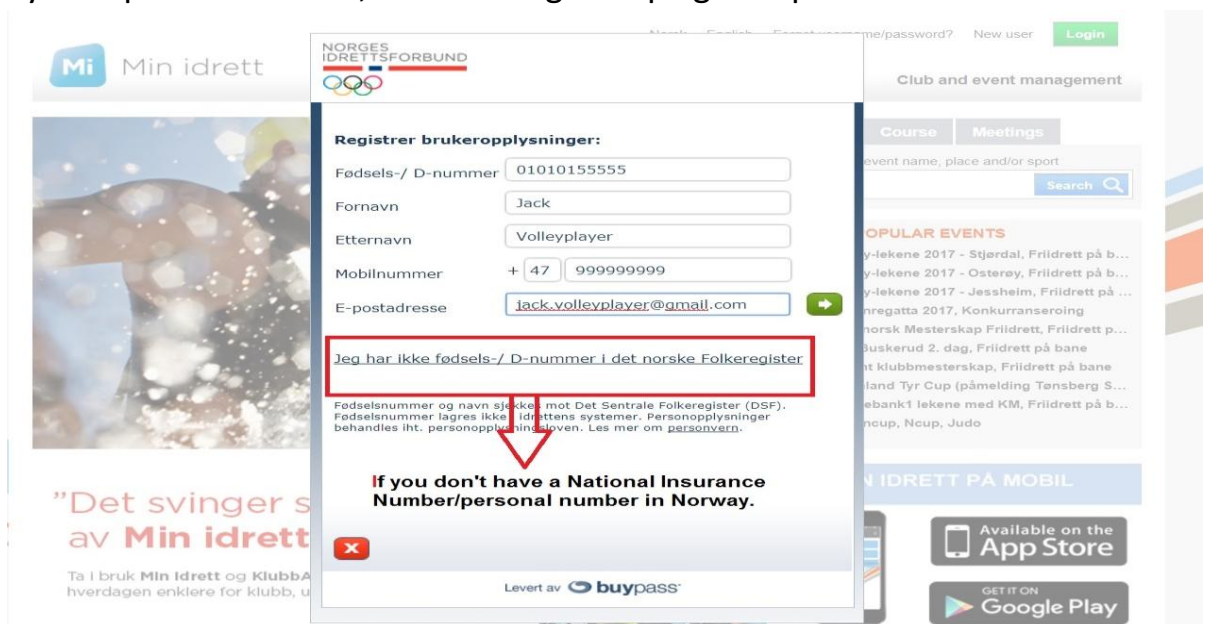 Norsk English Forgot username/password? New user Login
Mi Min idrett
Club and event management
NORGES
IDRETTSFORBUND
Registrer brukeropplysninger:
Fødsels-/ D-nummer 01010155555
Fornavn Jack
Etternavn Volleyplayer
Mobilnummer + 47 999999999
E-postadresse jack.volleyplayer@gmail.com
Jeg har ikke fødsels-/ D-nummer i det norske Folkeregister
Fødselsnummer og navn sjekkes mot Det Sentrale Folkeregister (DSF).
Fødselsnummer lagres ikke i idrettens systemer. Personopplysninger
behandles iht. personopplysningsloven. Les mer om personvern.
If you don't have a National Insurance
Number/personal number in Norway.
Levert av buypass
Course Meetings
event name, place and/or sport
Search
OPULAR EVENTS
y-lekene 2017 - Stjørdal, Friidrett på b...
y-lekene 2017 - Osterøy, Friidrett på b...
y-lekene 2017 - Jessheim, Friidrett på ...
nregatta 2017, Konkurranseroing
norsk Mesterskap Friidrett, Friidrett p...
Buskerud 2. dag, Friidrett på bane
nt klubbmesterskap, Friidrett på bane
land Tyr Cup (påmelding Tønsberg S...
ebank1 lekene med KM, Friidrett på b...
ncup, Ncup, Judo
N IDRETT PÅ MOBIL
Available on the
App Store
GET IT ON
Google Play
"Det svinger s
av Min idrett
Ta i bruk Min Idrett og KlubbA
hverdagen enklere for klubb, u